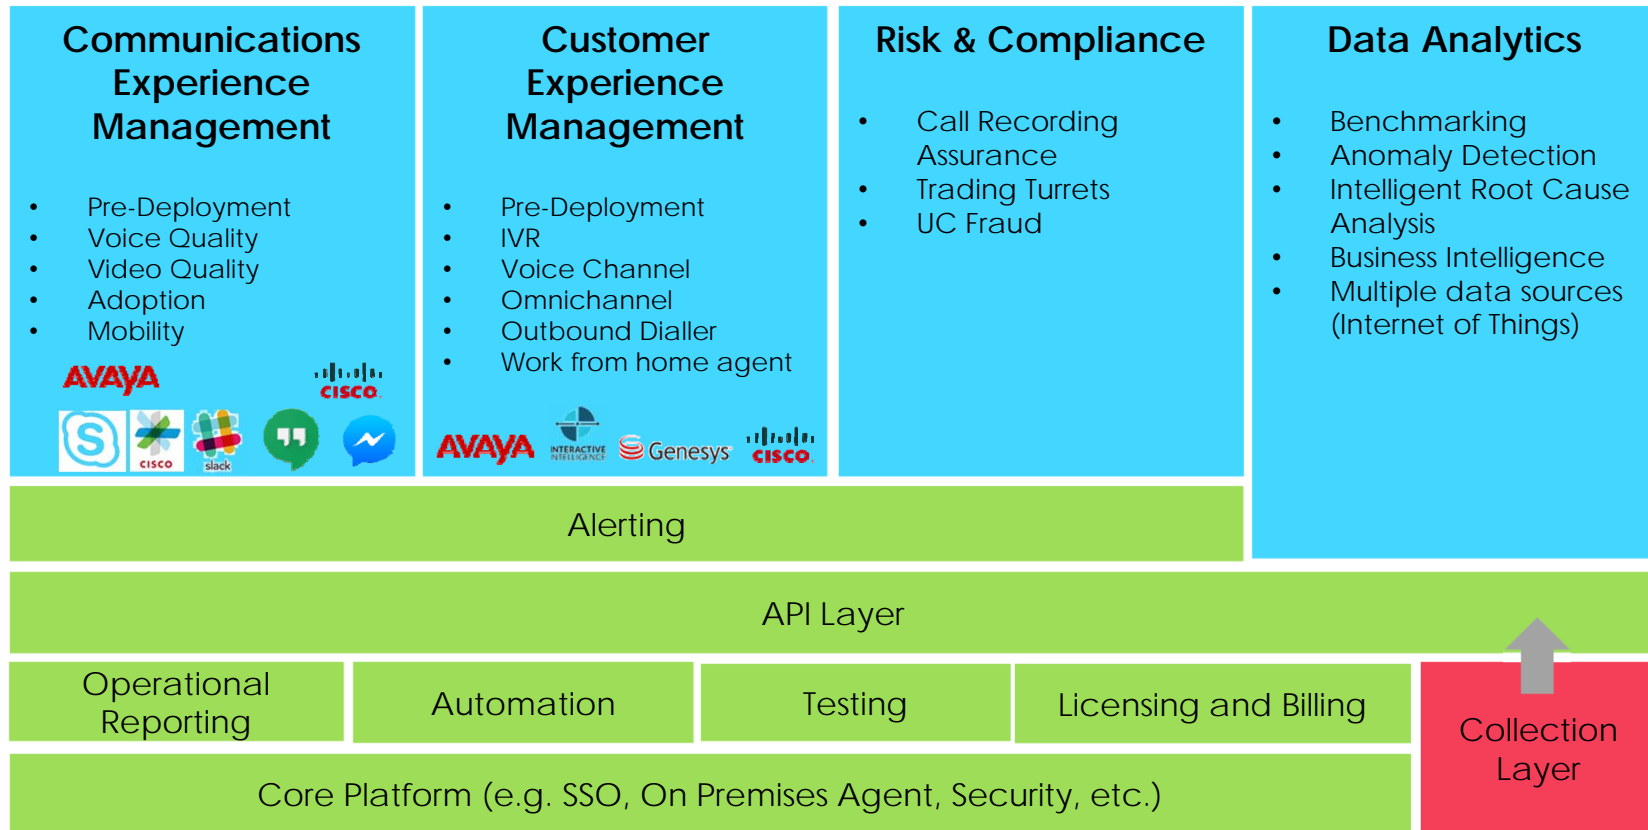 Communications
Experience
Management
• Pre-Deployment
• Voice Quality
• Video Quality
• Adoption
• Mobility
AVAYA
CISCO.
S
CISCO
slack
Customer
Experience
Management
• Pre-Deployment
• IVR
• Voice Channel
• Omnichannel
• Outbound Dialler
• Work from home agent
AVAYA
INTERACTIVE
INTELLIGENCE
Genesys
CISCO.
Risk & Compliance
• Call Recording
Assurance
• Trading Turrets
• UC Fraud
Data Analytics
• Benchmarking
• Anomaly Detection
• Intelligent Root Cause
Analysis
• Business Intelligence
• Multiple data sources
(Internet of Things)
Alerting
API Layer
Operational
Reporting
Automation
Testing
Licensing and Billing
Collection
Layer
Core Platform (e.g. SSO, On Premises Agent, Security, etc.)